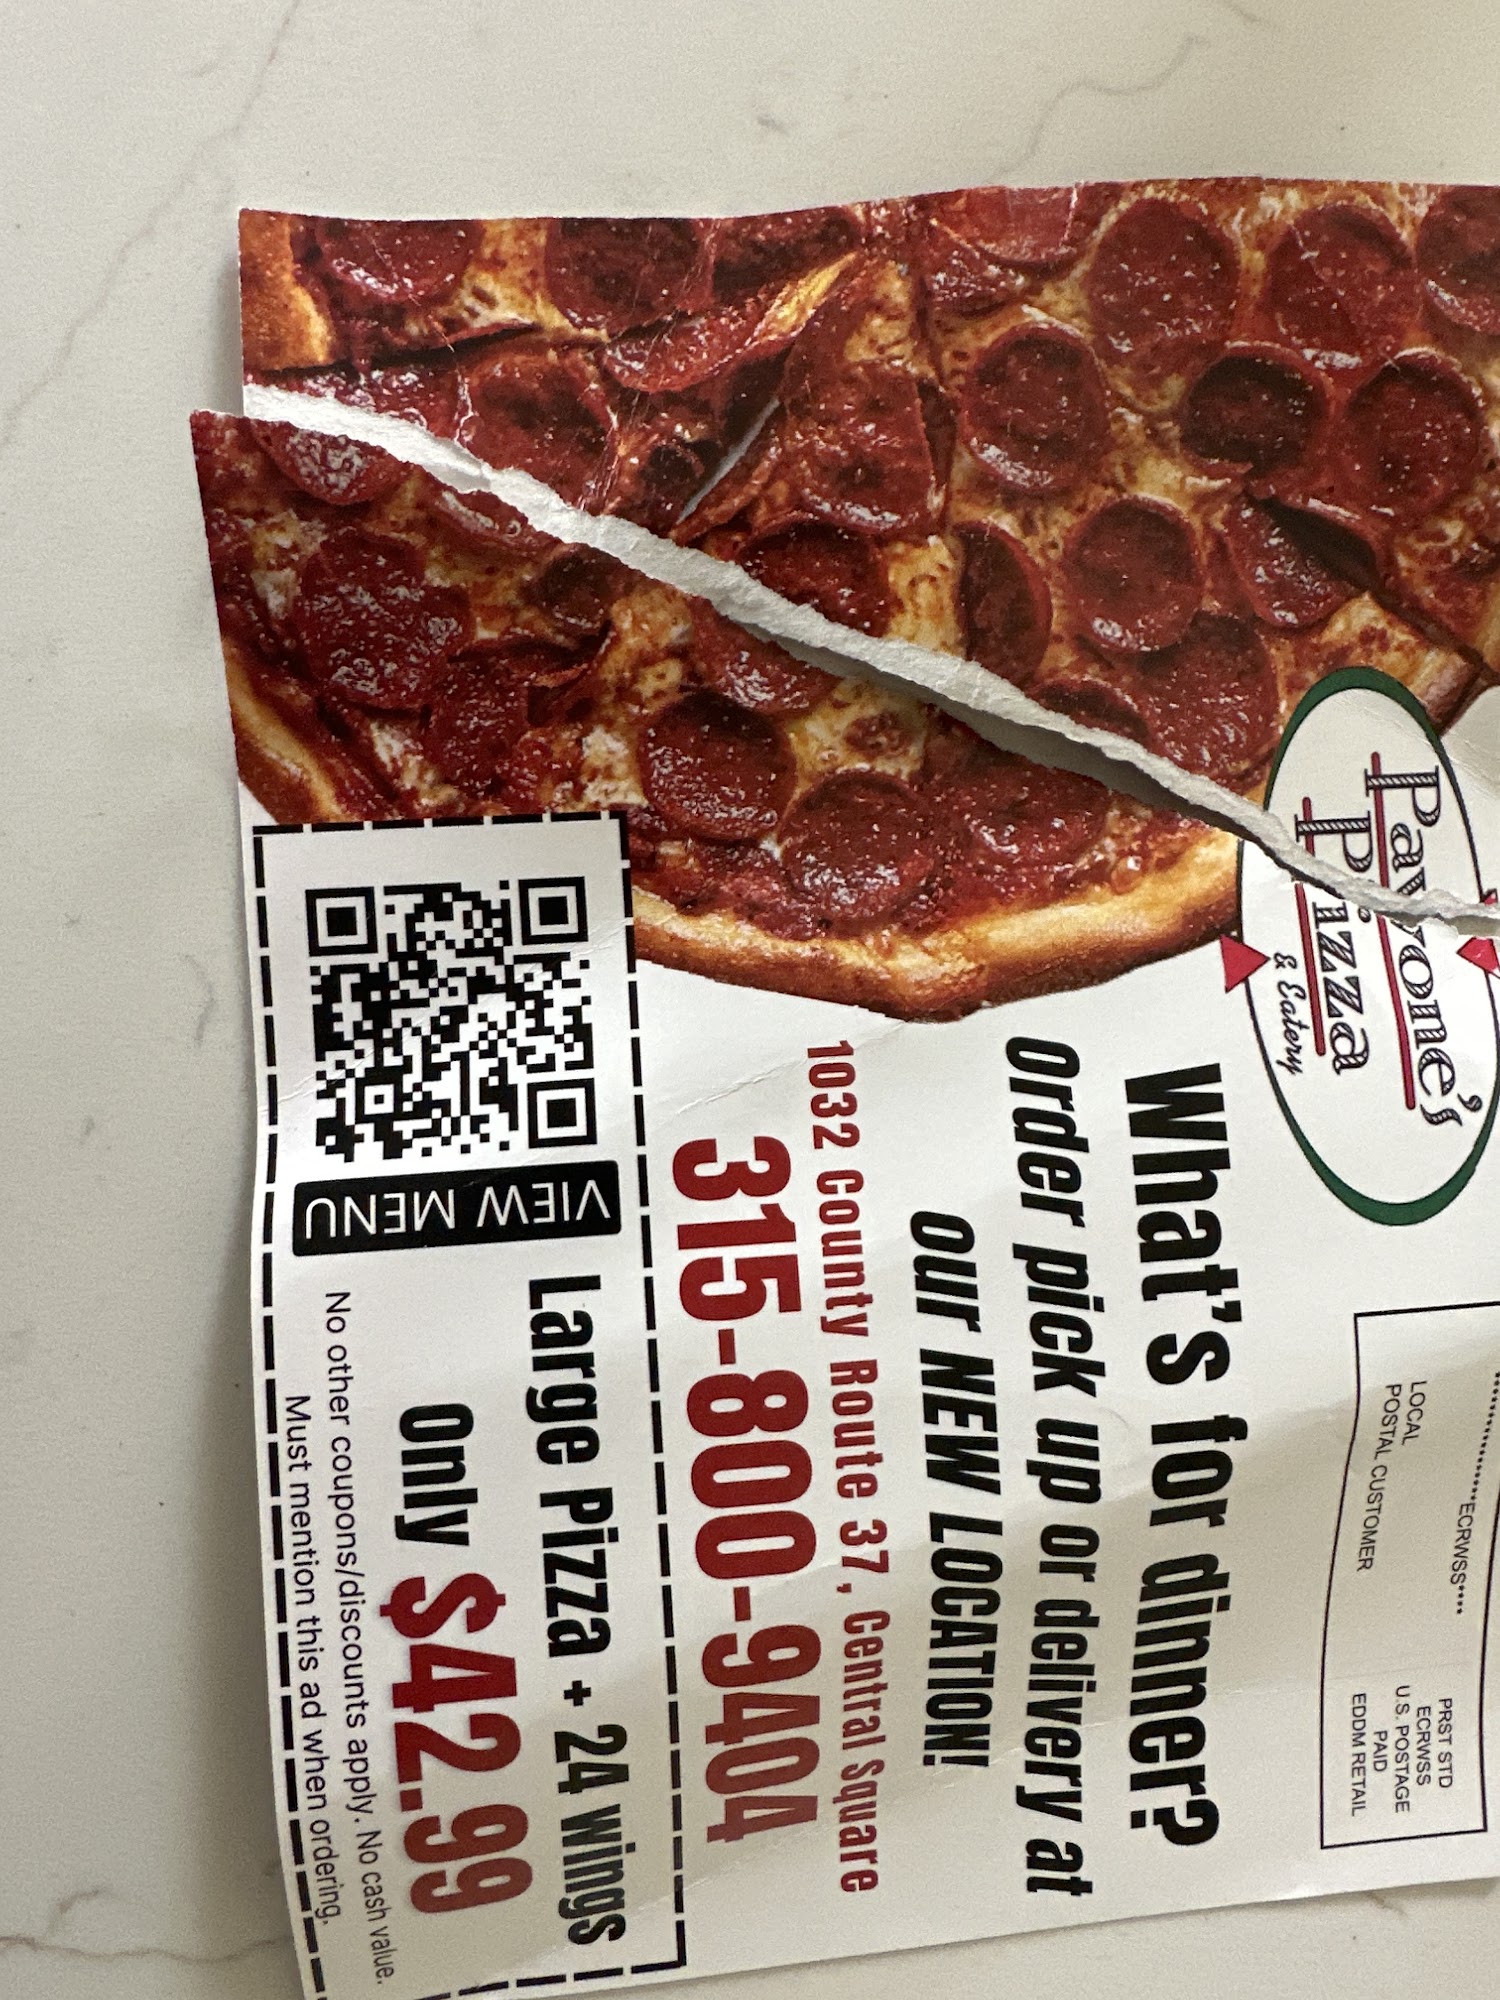 Pavone's
Pizza
& Eatery
**************ECRWSS****
LOCAL
POSTAL CUSTOMER
PRST STD
ECRWSS
U.S. POSTAGE
PAID
EDDM RETAIL
What's for dinner?
Order pick up or delivery at
our NEW LOCATION!
1032 County Route 37, Central Square
315-800-9404
VIEW MENU
Large Pizza + 24 wings
only $42.99
No other coupons/discounts apply. No cash value.
Must mention this ad when ordering.